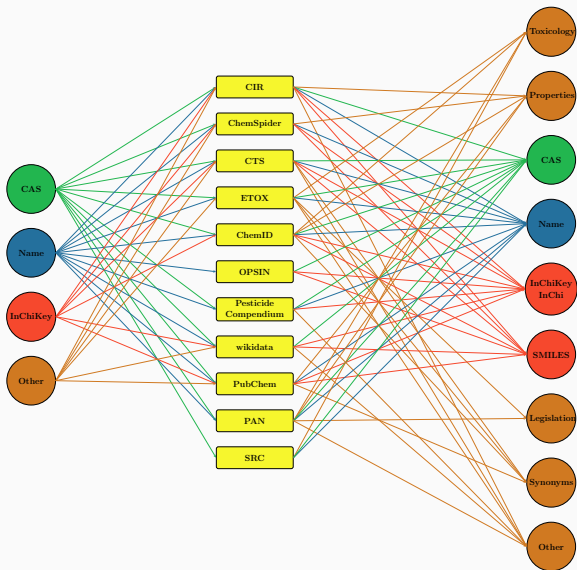 CAS
Name
InChiKey
Other
CIR
ChemSpider
CTS
ETOX
ChemID
OPSIN
Pesticide
Compendium
wikidata
PubChem
PAN
SRC
Toxicology
Properties
CAS
Name
InChiKey
InChi
SMILES
Legislation
Synonyms
Other